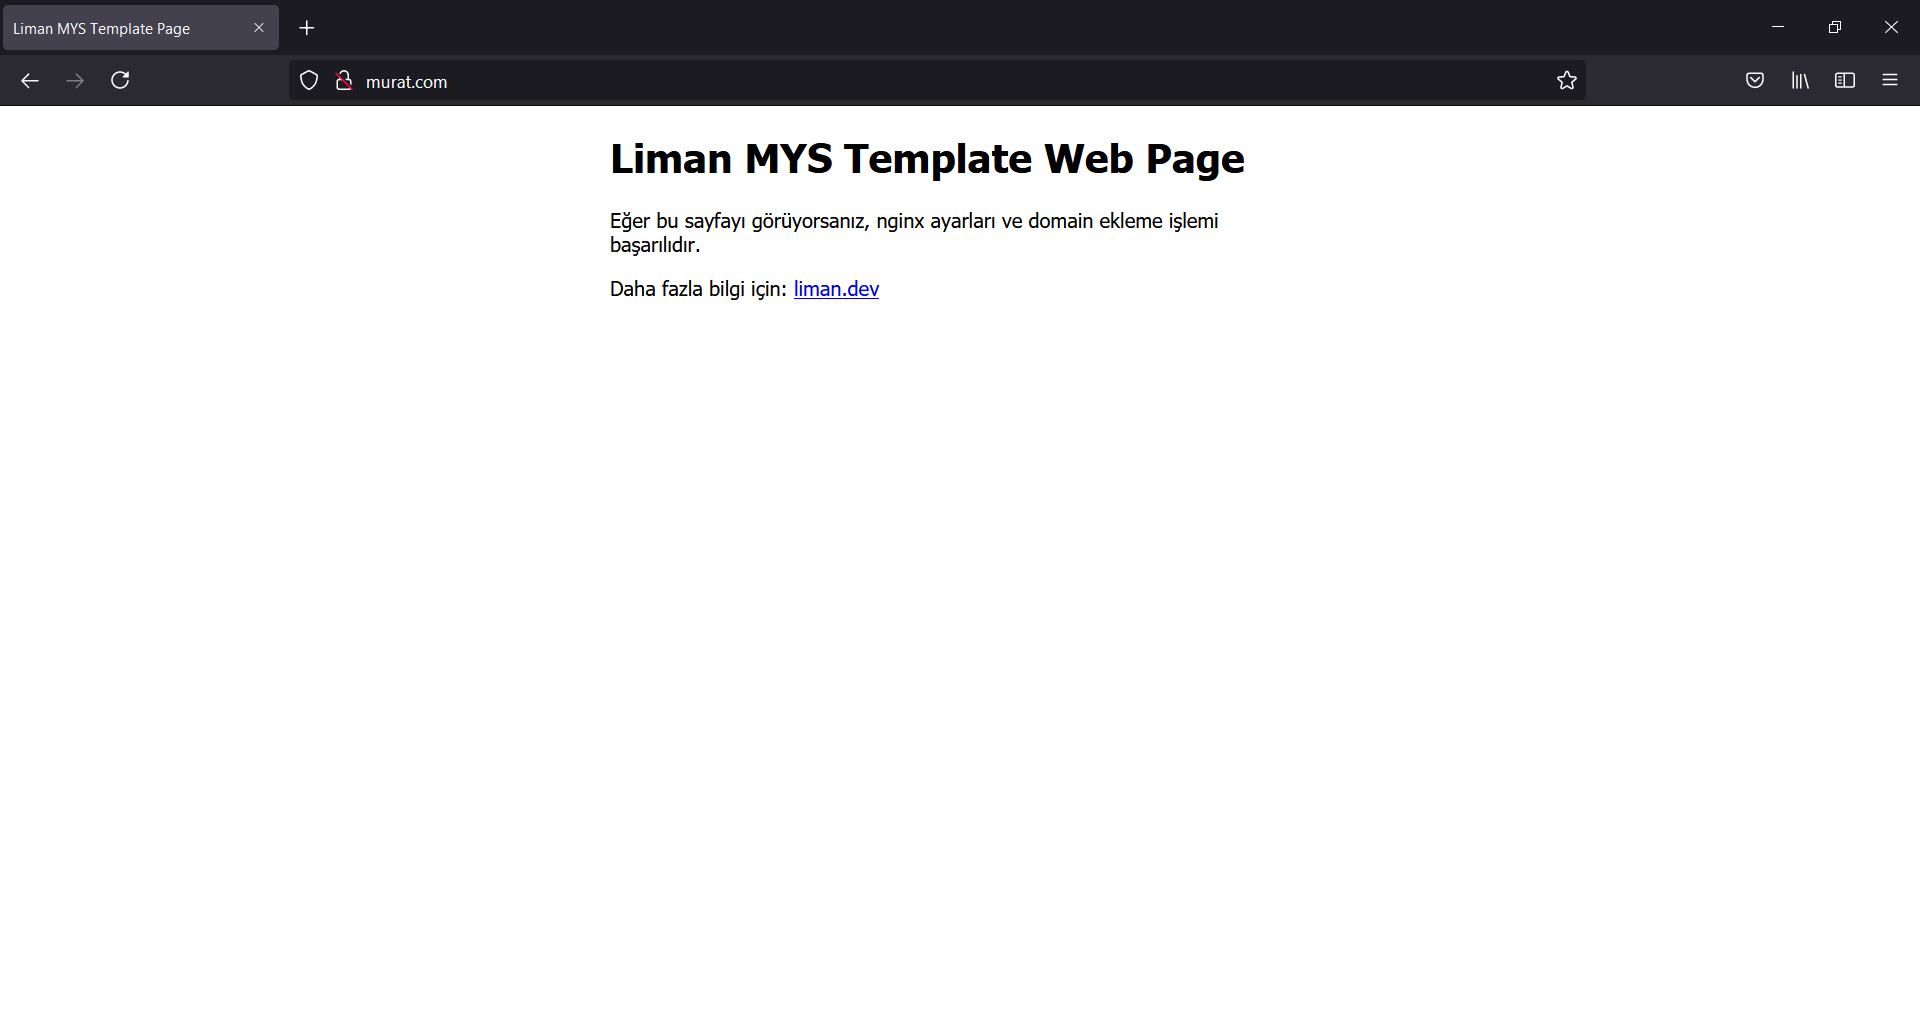 Liman MYS Template Page
murat.com
Liman MYS Template Web Page
Eğer bu sayfayı görüyorsanız, nginx ayarları ve domain ekleme işlemi
başarılıdır.
Daha fazla bilgi için: liman.dev